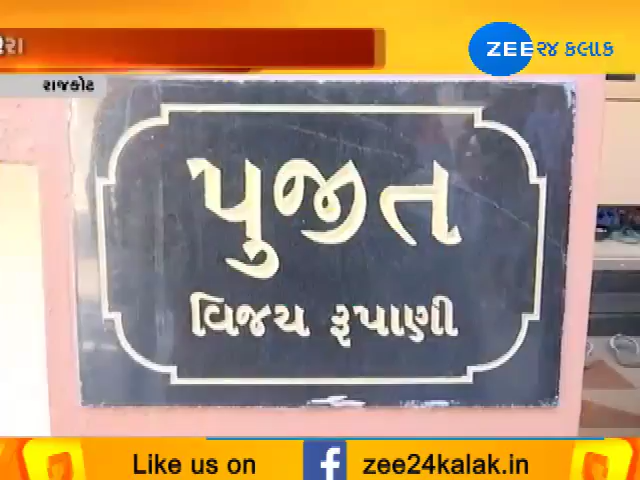 ZEE ૨૪ કલાક
રાજકોટ
પુજીત
વિજય રૂપાણી
Like us on f zee24kalak.in